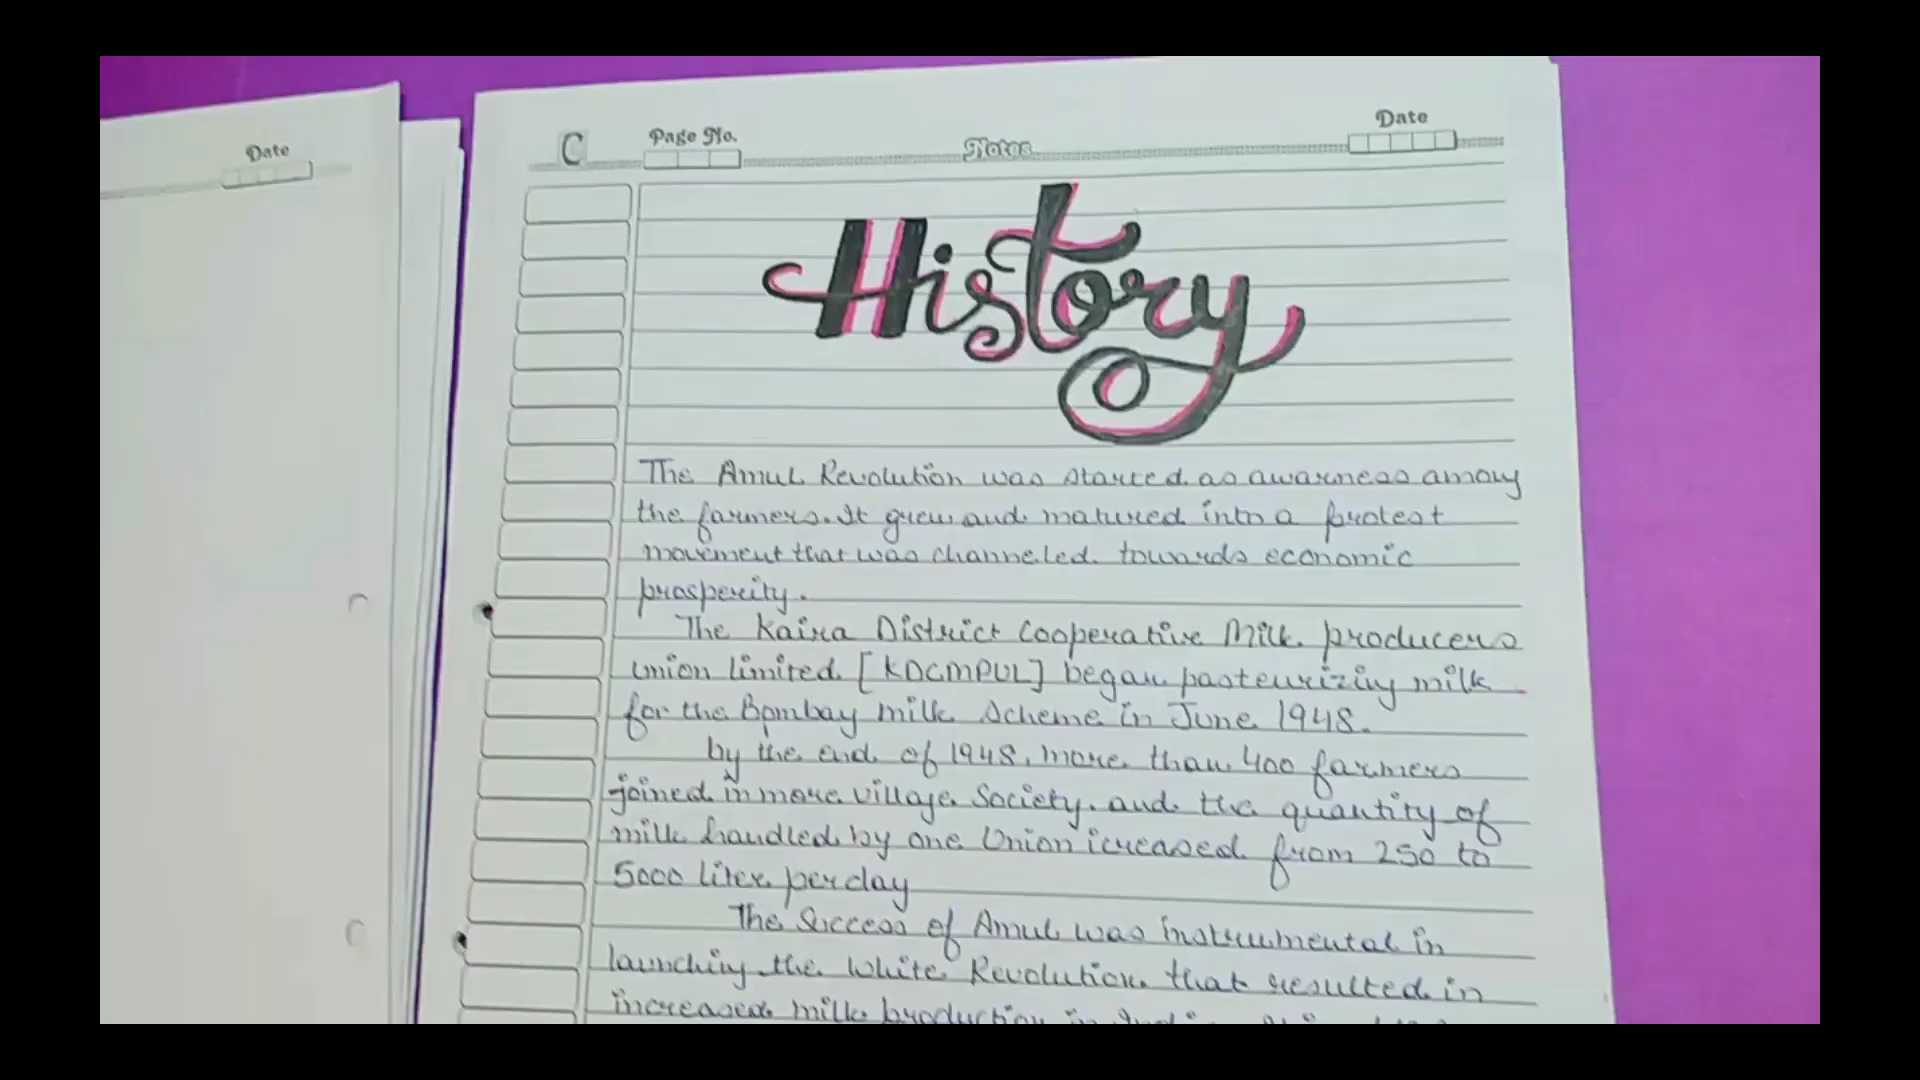 Date
C
Page No.
Notes
Date
History
The Amul Revolution was started as awarness among
the farmers. It grew and matured into a protest
movement that was channeled towards economic
prosperity.
The Kaira District Cooperative Milk producers
Union limited [KDCMPUL] began pasteurizing milk
for the Bombay milk scheme in June 1948.
by the end of 1948, more than 400 farmers
joined in more village Society. and the quantity of
milk handled by one Union icreased from 250 to
5000 liter per day
The Success of Amul was instrumental in
launching the White Revolution that resulted in
increased milk production in